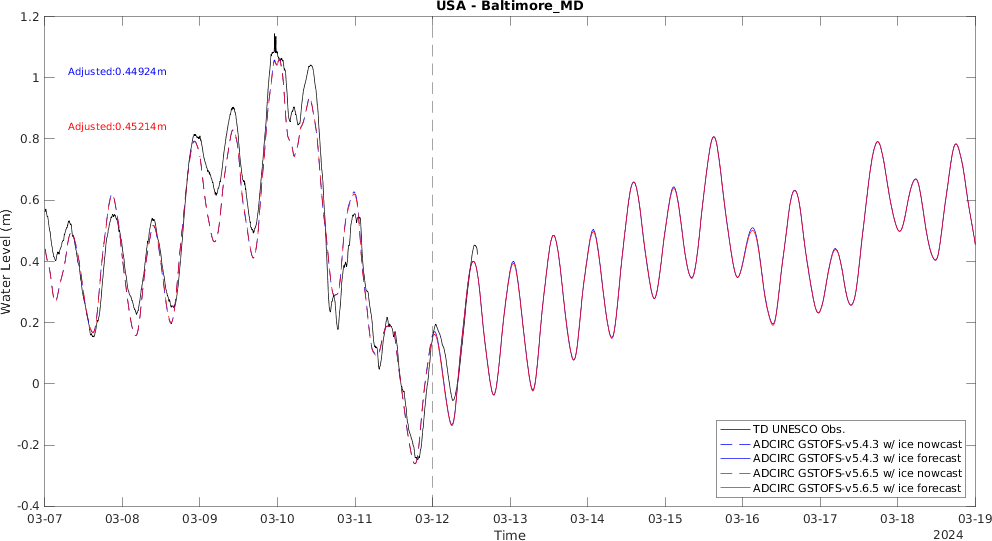 USA - Baltimore_MD
1.2
1
0.8
0.6
0.4
0.2
0
-0.2
-0.4
Water Level (m)
Adjusted:0.44924m
Adjusted:0.45214m
TD UNESCO Obs.
ADCIRC GSTOFS-v5.4.3 w/ ice nowcast
ADCIRC GSTOFS-v5.4.3 w/ ice forecast
ADCIRC GSTOFS-v5.6.5 w/ ice nowcast
ADCIRC GSTOFS-v5.6.5 w/ ice forecast
03-07 03-08 03-09 03-10 03-11 03-12 03-13 03-14 03-15 03-16 03-17 03-18 03-19
Time
2024